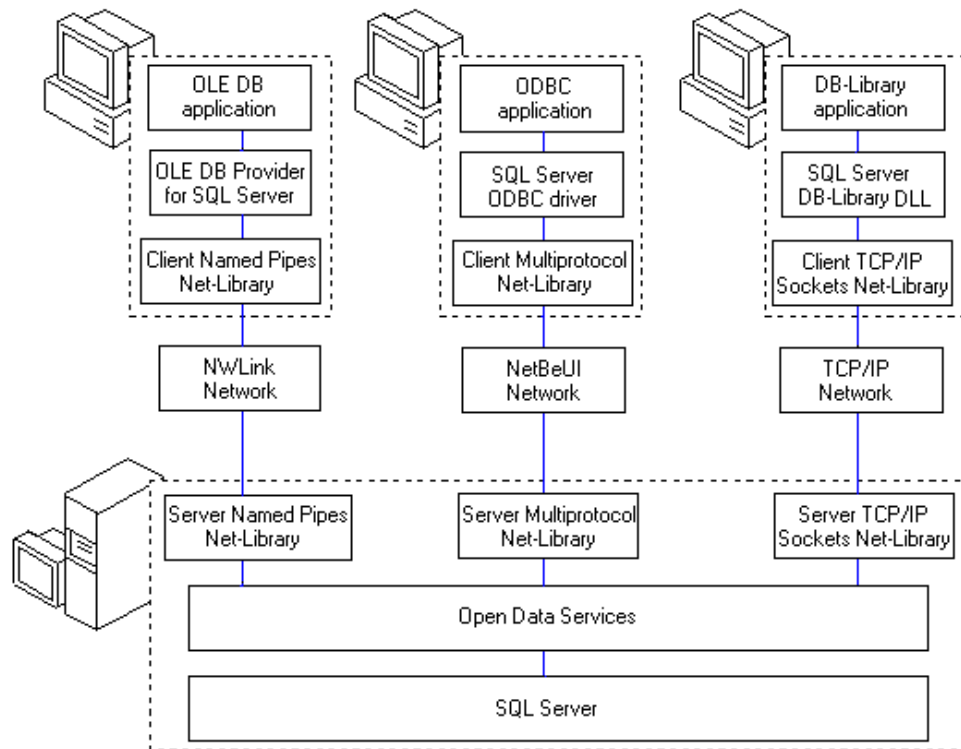 OLE DB
application
ODBC
application
DB-Library
application
OLE DB Provider
for SQL Server
SQL Server
ODBC driver
SQL Server
DB-Library DLL
Client Named Pipes
Net-Library
Client Multiprotocol
Net-Library
Client TCP/IP
Sockets Net-Library
NWLink
Network
NetBeUI
Network
TCP/IP
Network
Server Named Pipes
Net-Library
Server Multiprotocol
Net-Library
Server TCP/IP
Sockets Net-Library
Open Data Services
SQL Server